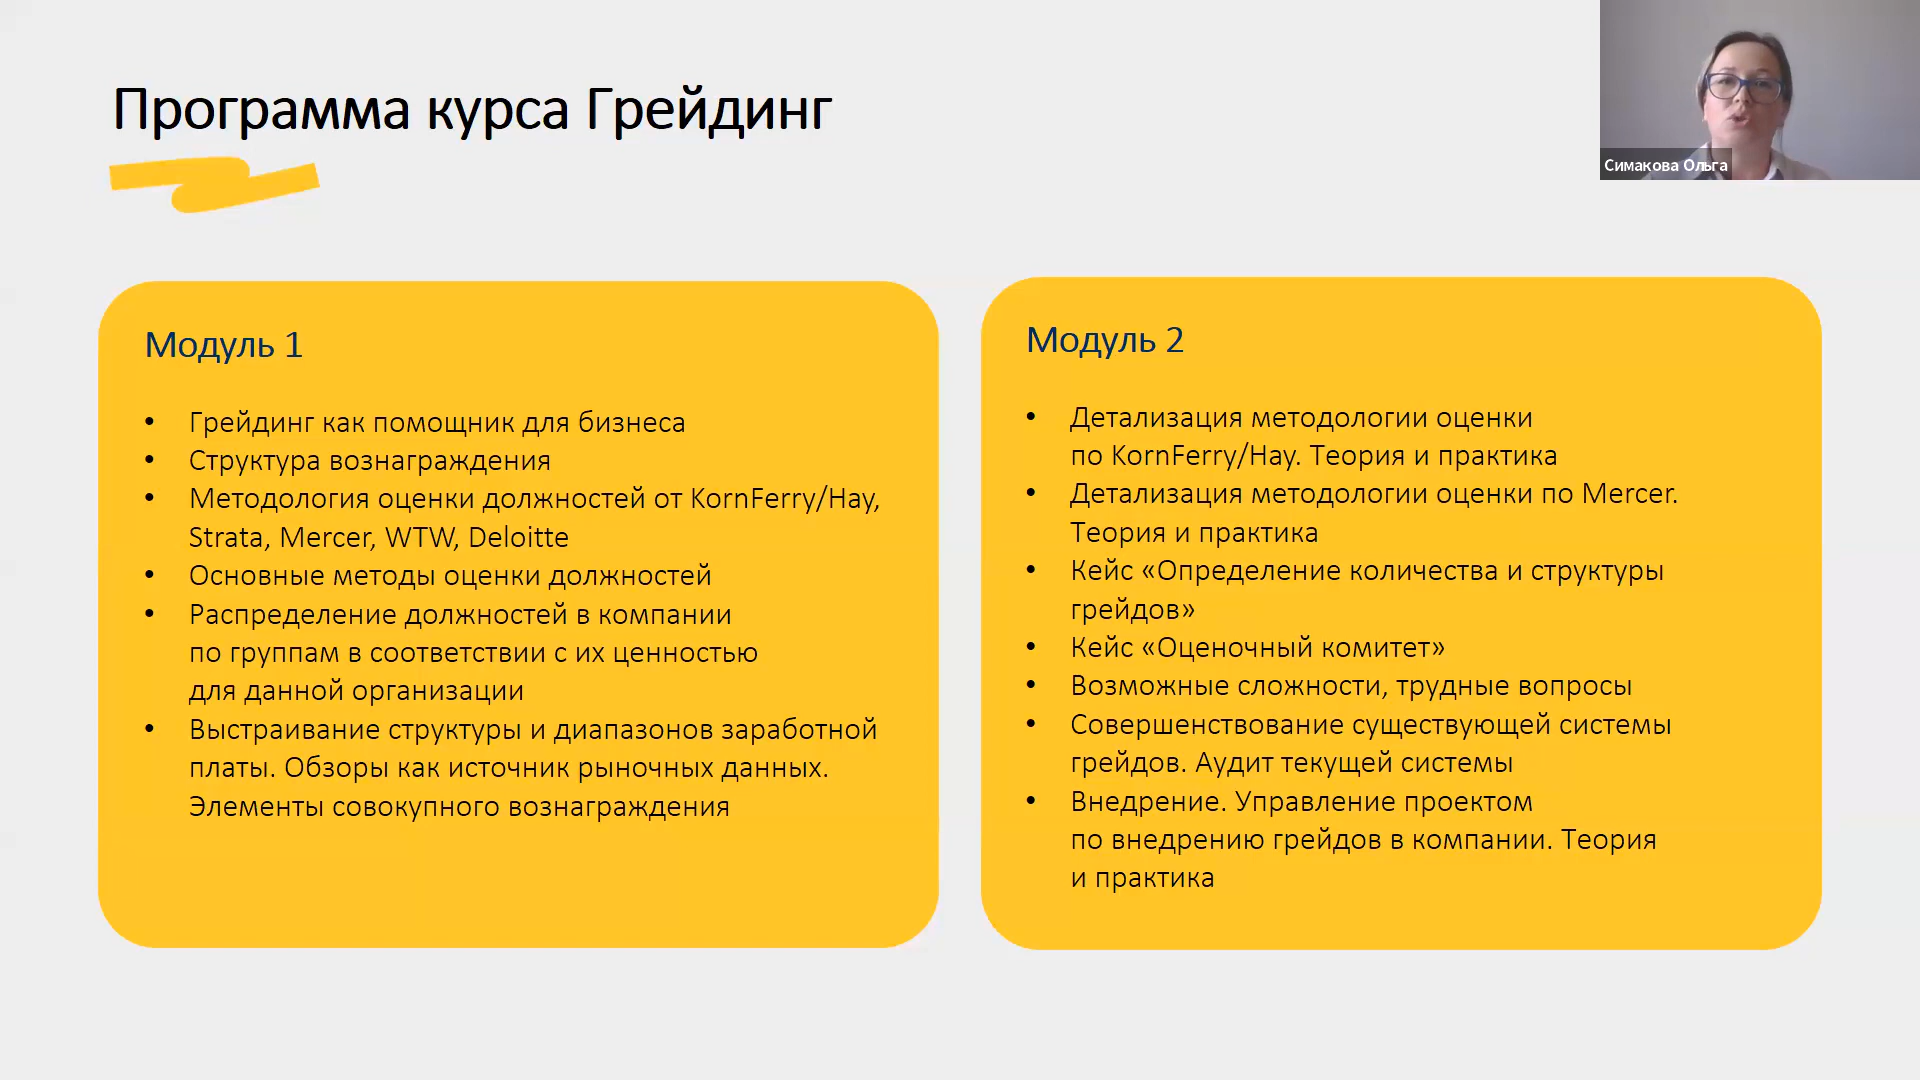 Программа курса Грейдинг
Симакова Ольга
Модуль 1
• Грейдинг как помощник для бизнеса
• Структура вознаграждения
• Методология оценки должностей от KornFerry/Hay,
Strata, Mercer, WTW, Deloitte
• Основные методы оценки должностей
• Распределение должностей в компании
по группам в соответствии с их ценностью
для данной организации
• Выстраивание структуры и диапазонов заработной
платы. Обзоры как источник рыночных данных.
Элементы совокупного вознаграждения
Модуль 2
• Детализация методологии оценки
по KornFerry/Hay. Теория и практика
• Детализация методологии оценки по Mercer.
Теория и практика
• Кейс «Определение количества и структуры
грейдов»
• Кейс «Оценочный комитет»
• Возможные сложности, трудные вопросы
• Совершенствование существующей системы
грейдов. Аудит текущей системы
• Внедрение. Управление проектом
по внедрению грейдов в компании. Теория
и практика